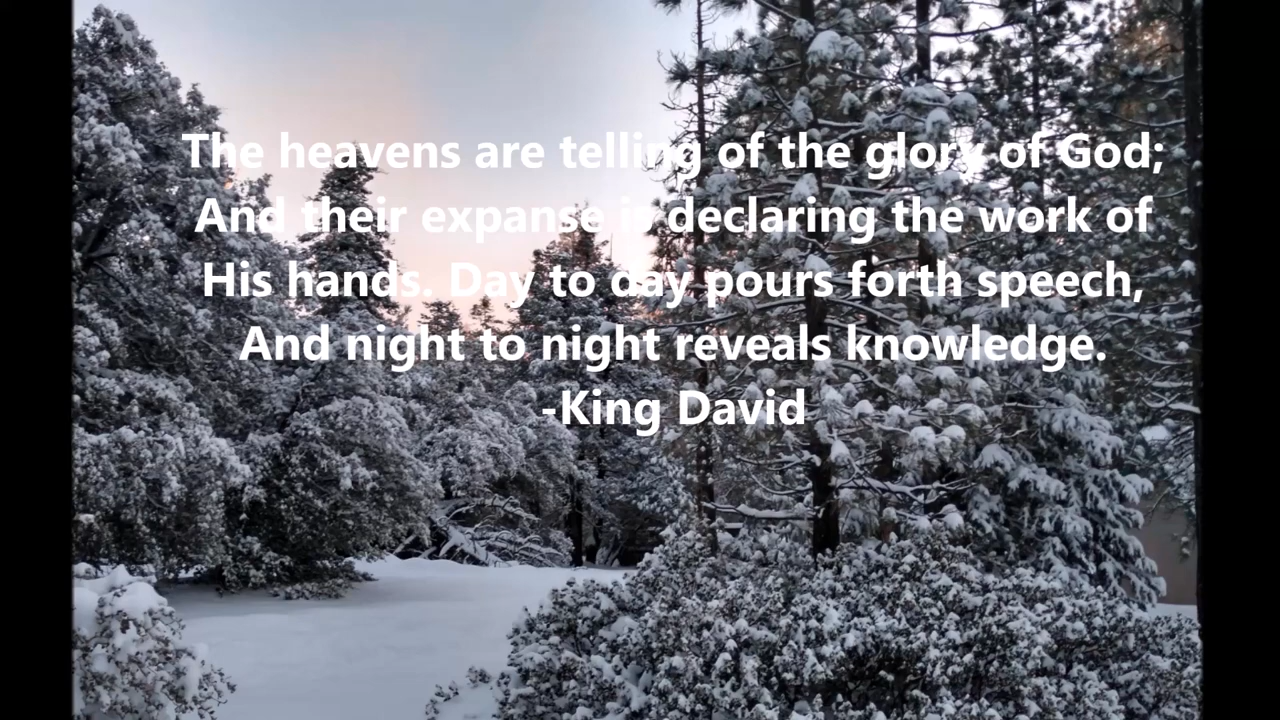 The heavens are telling of the glory of God;
And their expanse is declaring the work of
His hands. Day to day pours forth speech,
And night to night reveals knowledge.
-King David